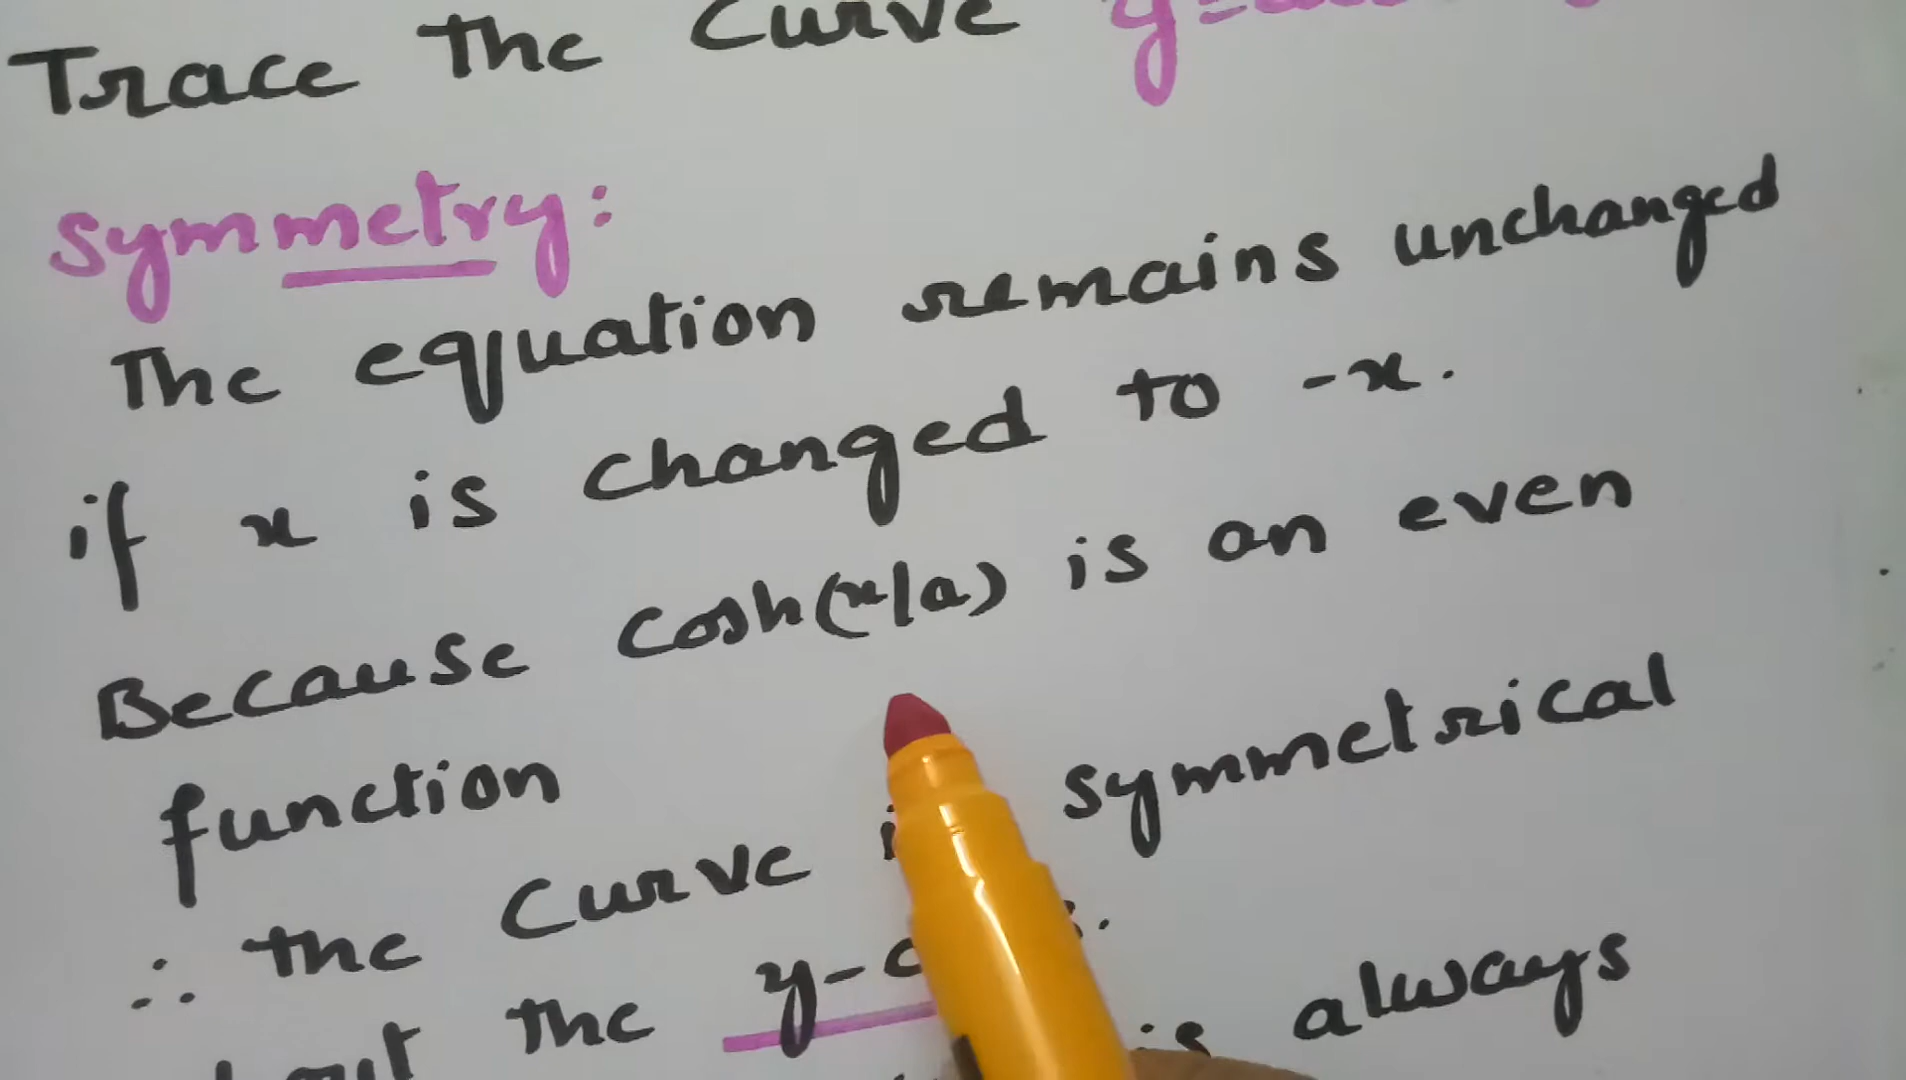 Trace the Curve
symmetry:
The equation remains unchanged
if x is changed to -x.
Because cosh(x/a) is an even
function
∴ the curve symmetrical
the y-
is always